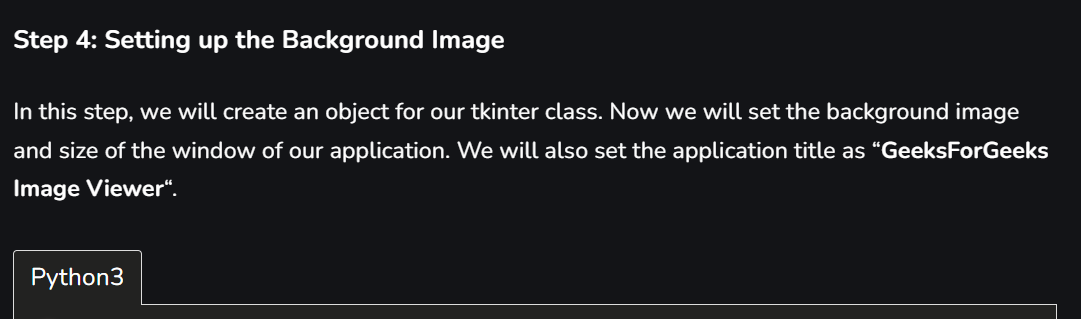 Step 4: Setting up the Background Image
In this step, we will create an object for our tkinter class. Now we will set the background image
and size of the window of our application. We will also set the application title as “GeeksForGeeks
Image Viewer“.
Python3